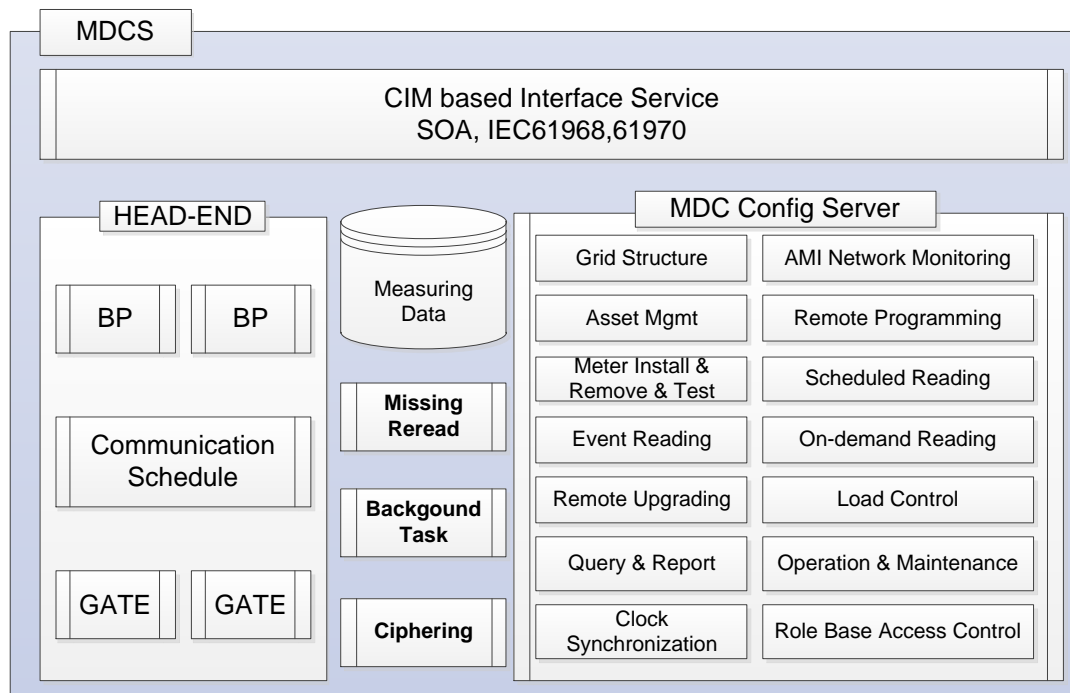 MDCS
CIM based Interface Service
SOA, IEC61968,61970
HEAD-END
BP
BP
Communication
Schedule
GATE
GATE
Measuring
Data
Missing
Reread
Backgound
Task
Ciphering
MDC Config Server
Grid Structure
AMI Network Monitoring
Asset Mgmt
Remote Programming
Meter Install &
Remove & Test
Scheduled Reading
Event Reading
On-demand Reading
Remote Upgrading
Load Control
Query & Report
Operation & Maintenance
Clock
Synchronization
Role Base Access Control